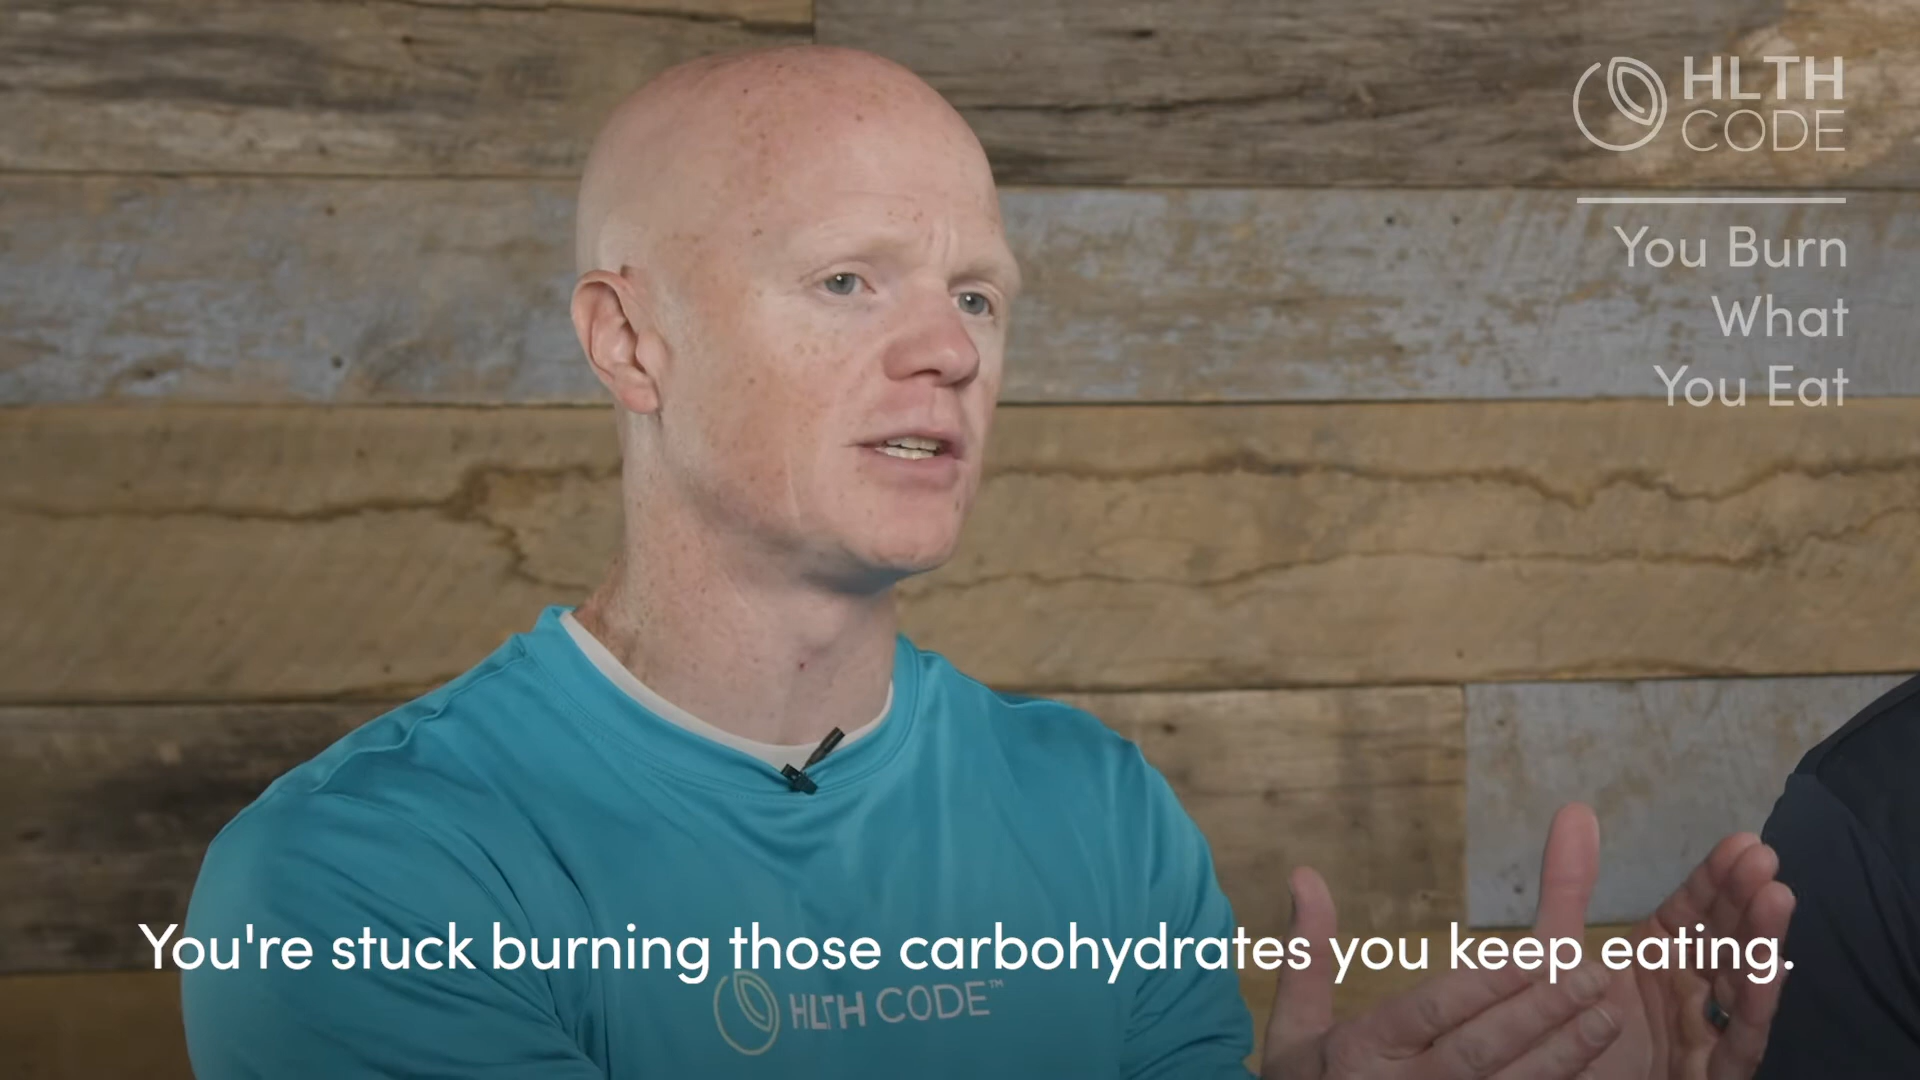 HLTH
CODE
You Burn
What
You Eat
You're stuck burning those carbohydrates you keep eating.
HLTH CODE™